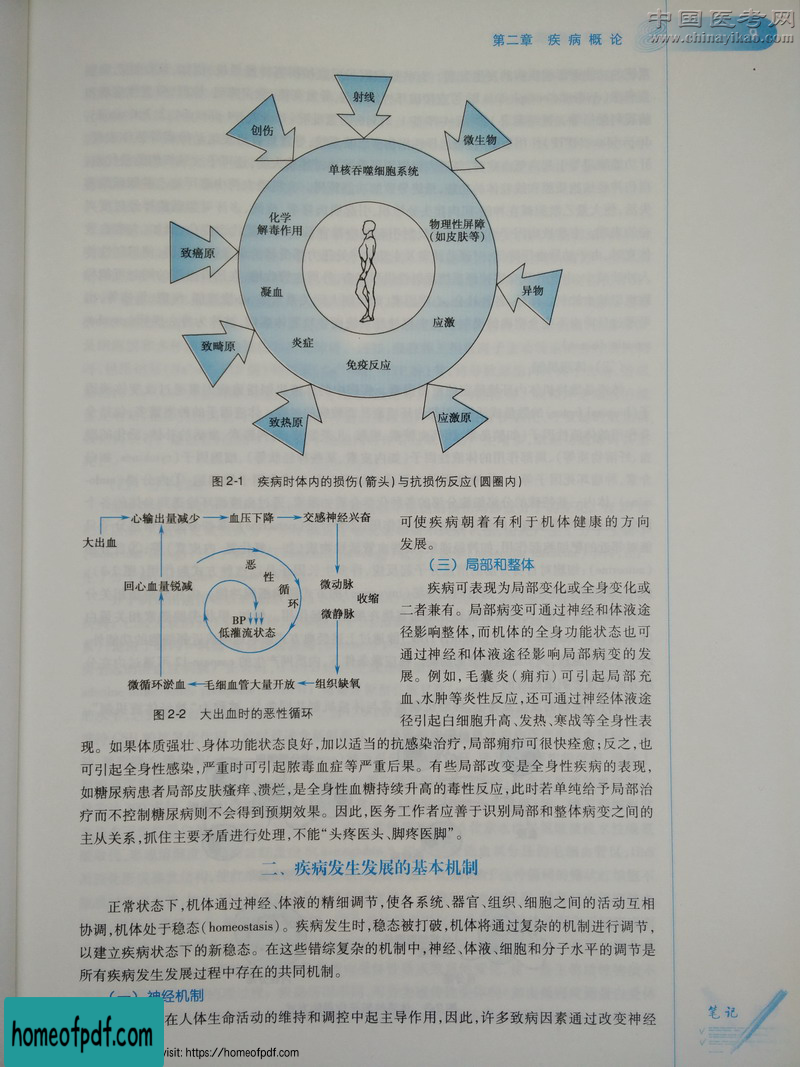 中国医考网
www.chinayikao.com
第二章 疾病概论
射线
创伤
微生物
单核吞噬细胞系统
化学
解毒作用
物理性屏障
(如皮肤等)
致癌原
凝血
异物
应激
致畸原
炎症
免疫反应
致热原
应激原
图 2-1 疾病时体内的损伤(箭头)与抗损伤反应(圆圈内)
心输出量减少
血压下降
交感神经兴奋
大出血
恶
性
循
环
回心血量锐减
微动脉
收缩
微静脉
BP
低灌流状态
微循环淤血
毛细血管大量开放
组织缺氧
图 2-2 大出血时的恶性循环
可使疾病朝着有利于机体健康的方向
发展。
(三) 局部和整体
疾病可表现为局部变化或全身变化或
二者兼有。局部病变可通过神经和体液途
径影响整体,而机体的全身功能状态也可
通过神经和体液途径影响局部病变的发
展。例如,毛囊炎(痈疖)可引起局部充
血、水肿等炎性反应,还可通过神经体液途
径引起白细胞升高、发热、寒战等全身性表
现。如果体质强壮、身体功能状态良好,加以适当的抗感染治疗,局部痈疖可很快痊愈;反之,也
可引起全身性感染,严重时可引起脓毒血症等严重后果。有些局部改变是全身性疾病的表现,
如糖尿病患者局部皮肤瘙痒、溃烂,是全身性血糖持续升高的毒性反应,此时若单纯给予局部治
疗而不控制糖尿病则不会得到预期效果。因此,医务工作者应善于识别局部和整体病变之间的
主从关系,抓住主要矛盾进行处理,不能“头疼医头、脚疼医脚”。
二、疾病发生发展的基本机制
正常状态下,机体通过神经、体液的精细调节,使各系统、器官、组织、细胞之间的活动互相
协调,机体处于稳态(homeostasis)。疾病发生时,稳态被打破,机体将通过复杂的机制进行调节,
以建立疾病状态下的新稳态。在这些错综复杂的机制中,神经、体液、细胞和分子水平的调节是
所有疾病发生发展过程中存在的共同机制。
(一) 神经机制
在人体生命活动的维持和调控中起主导作用,因此,许多致病因素通过改变神经
笔记
homeofpdf.com
visit: https://homeofpdf.com